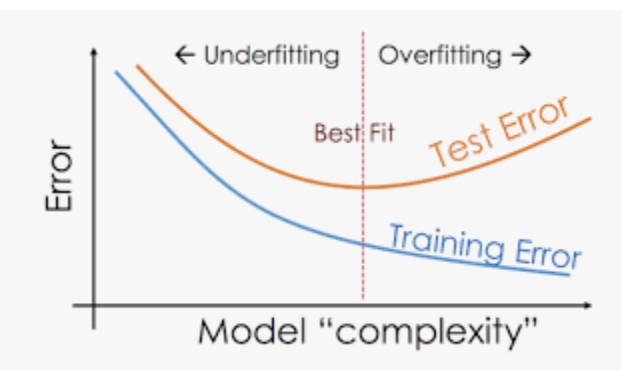 ← Underfitting
Overfitting →
Best Fit
Test Error
Error
Training Error
Model “complexity”